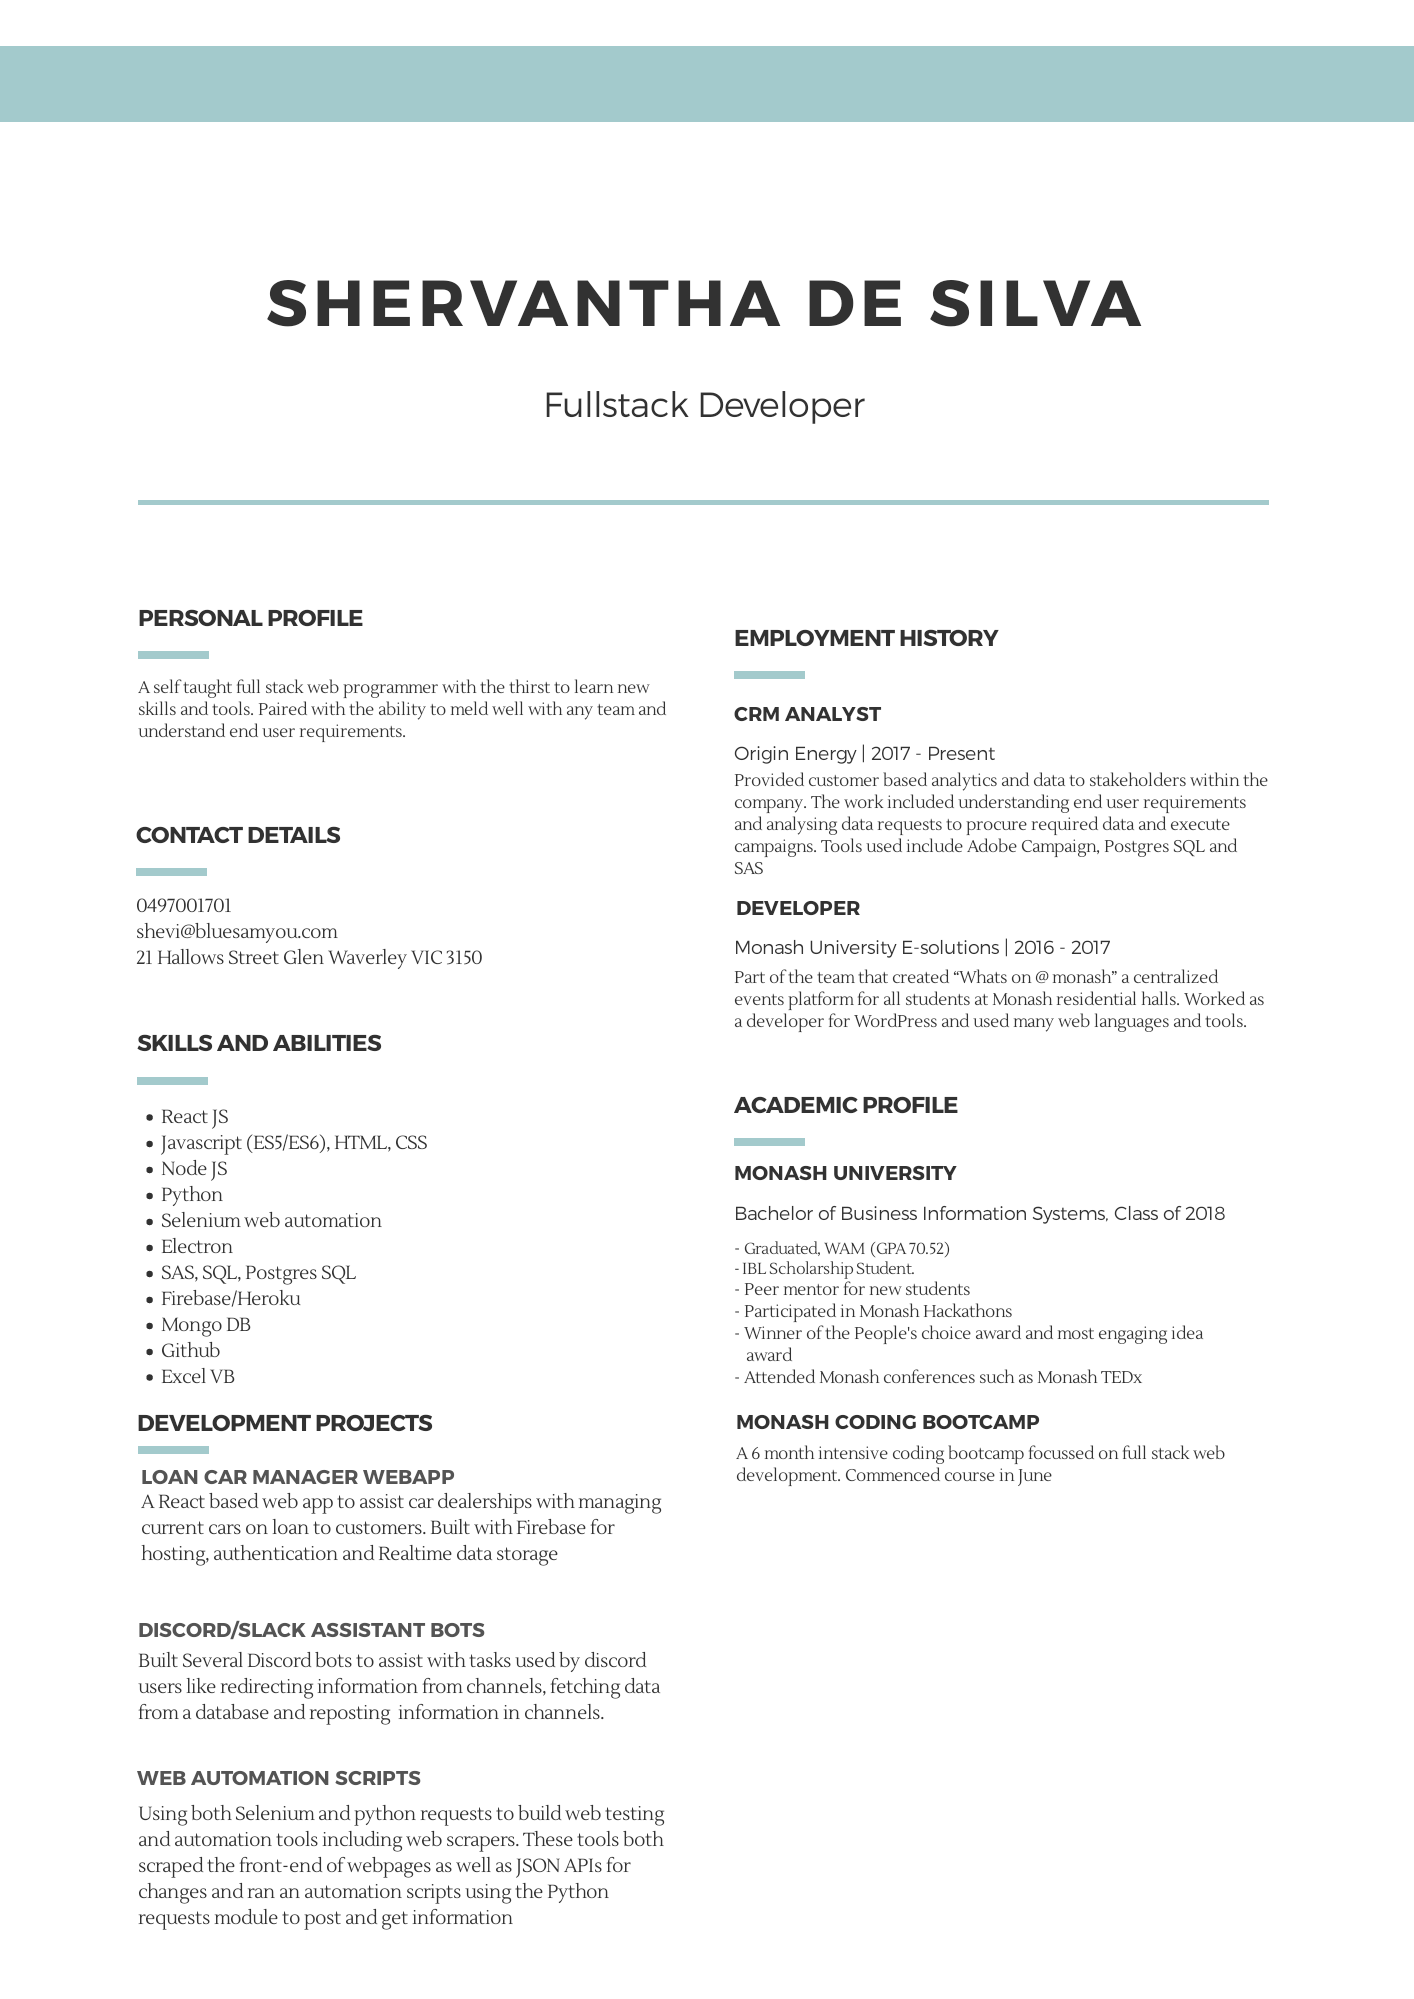 SHERVANTHA DE SILVA
Fullstack Developer
PERSONAL PROFILE
A self taught full stack web programmer with the thirst to learn new
skills and tools. Paired with the ability to meld well with any team and
understand end user requirements.
CONTACT DETAILS
0497001701
shevi@bluesamyou.com
21 Hallows Street Glen Waverley VIC 3150
SKILLS AND ABILITIES
• React JS
• Javascript (ES5/ES6), HTML, CSS
• Node JS
• Python
• Selenium web automation
• Electron
• SAS, SQL, Postgres SQL
• Firebase/Heroku
• Mongo DB
• Github
• Excel VB
DEVELOPMENT PROJECTS
LOAN CAR MANAGER WEBAPP
A React based web app to assist car dealerships with managing
current cars on loan to customers. Built with Firebase for
hosting, authentication and Realtime data storage
DISCORD/SLACK ASSISTANT BOTS
Built Several Discord bots to assist with tasks used by discord
users like redirecting information from channels, fetching data
from a database and reposting  information in channels.
WEB AUTOMATION SCRIPTS
Using both Selenium and python requests to build web testing
and automation tools including web scrapers. These tools both
scraped the front-end of webpages as well as JSON APIs for
changes and ran an automation scripts using the Python
requests module to post and get information
EMPLOYMENT HISTORY
CRM ANALYST
Origin Energy | 2017 - Present
Provided customer based analytics and data to stakeholders within the
company. The work included understanding end user requirements
and analysing data requests to procure required data and execute
campaigns. Tools used include Adobe Campaign, Postgres SQL and
SAS
DEVELOPER
Monash University E-solutions | 2016 - 2017
Part of the team that created “Whats on @ monash” a centralized
events platform for all students at Monash residential halls. Worked as
a developer for WordPress and used many web languages and tools.
ACADEMIC PROFILE
MONASH UNIVERSITY
Bachelor of Business Information Systems, Class of 2018
- Graduated, WAM (GPA 70.52)
- IBL Scholarship Student.
- Peer mentor for new students
- Participated in Monash Hackathons
- Winner of the People's choice award and most engaging idea
award
- Attended Monash conferences such as Monash TEDx
MONASH CODING BOOTCAMP
A 6 month intensive coding bootcamp focussed on full stack web
development. Commenced course in June